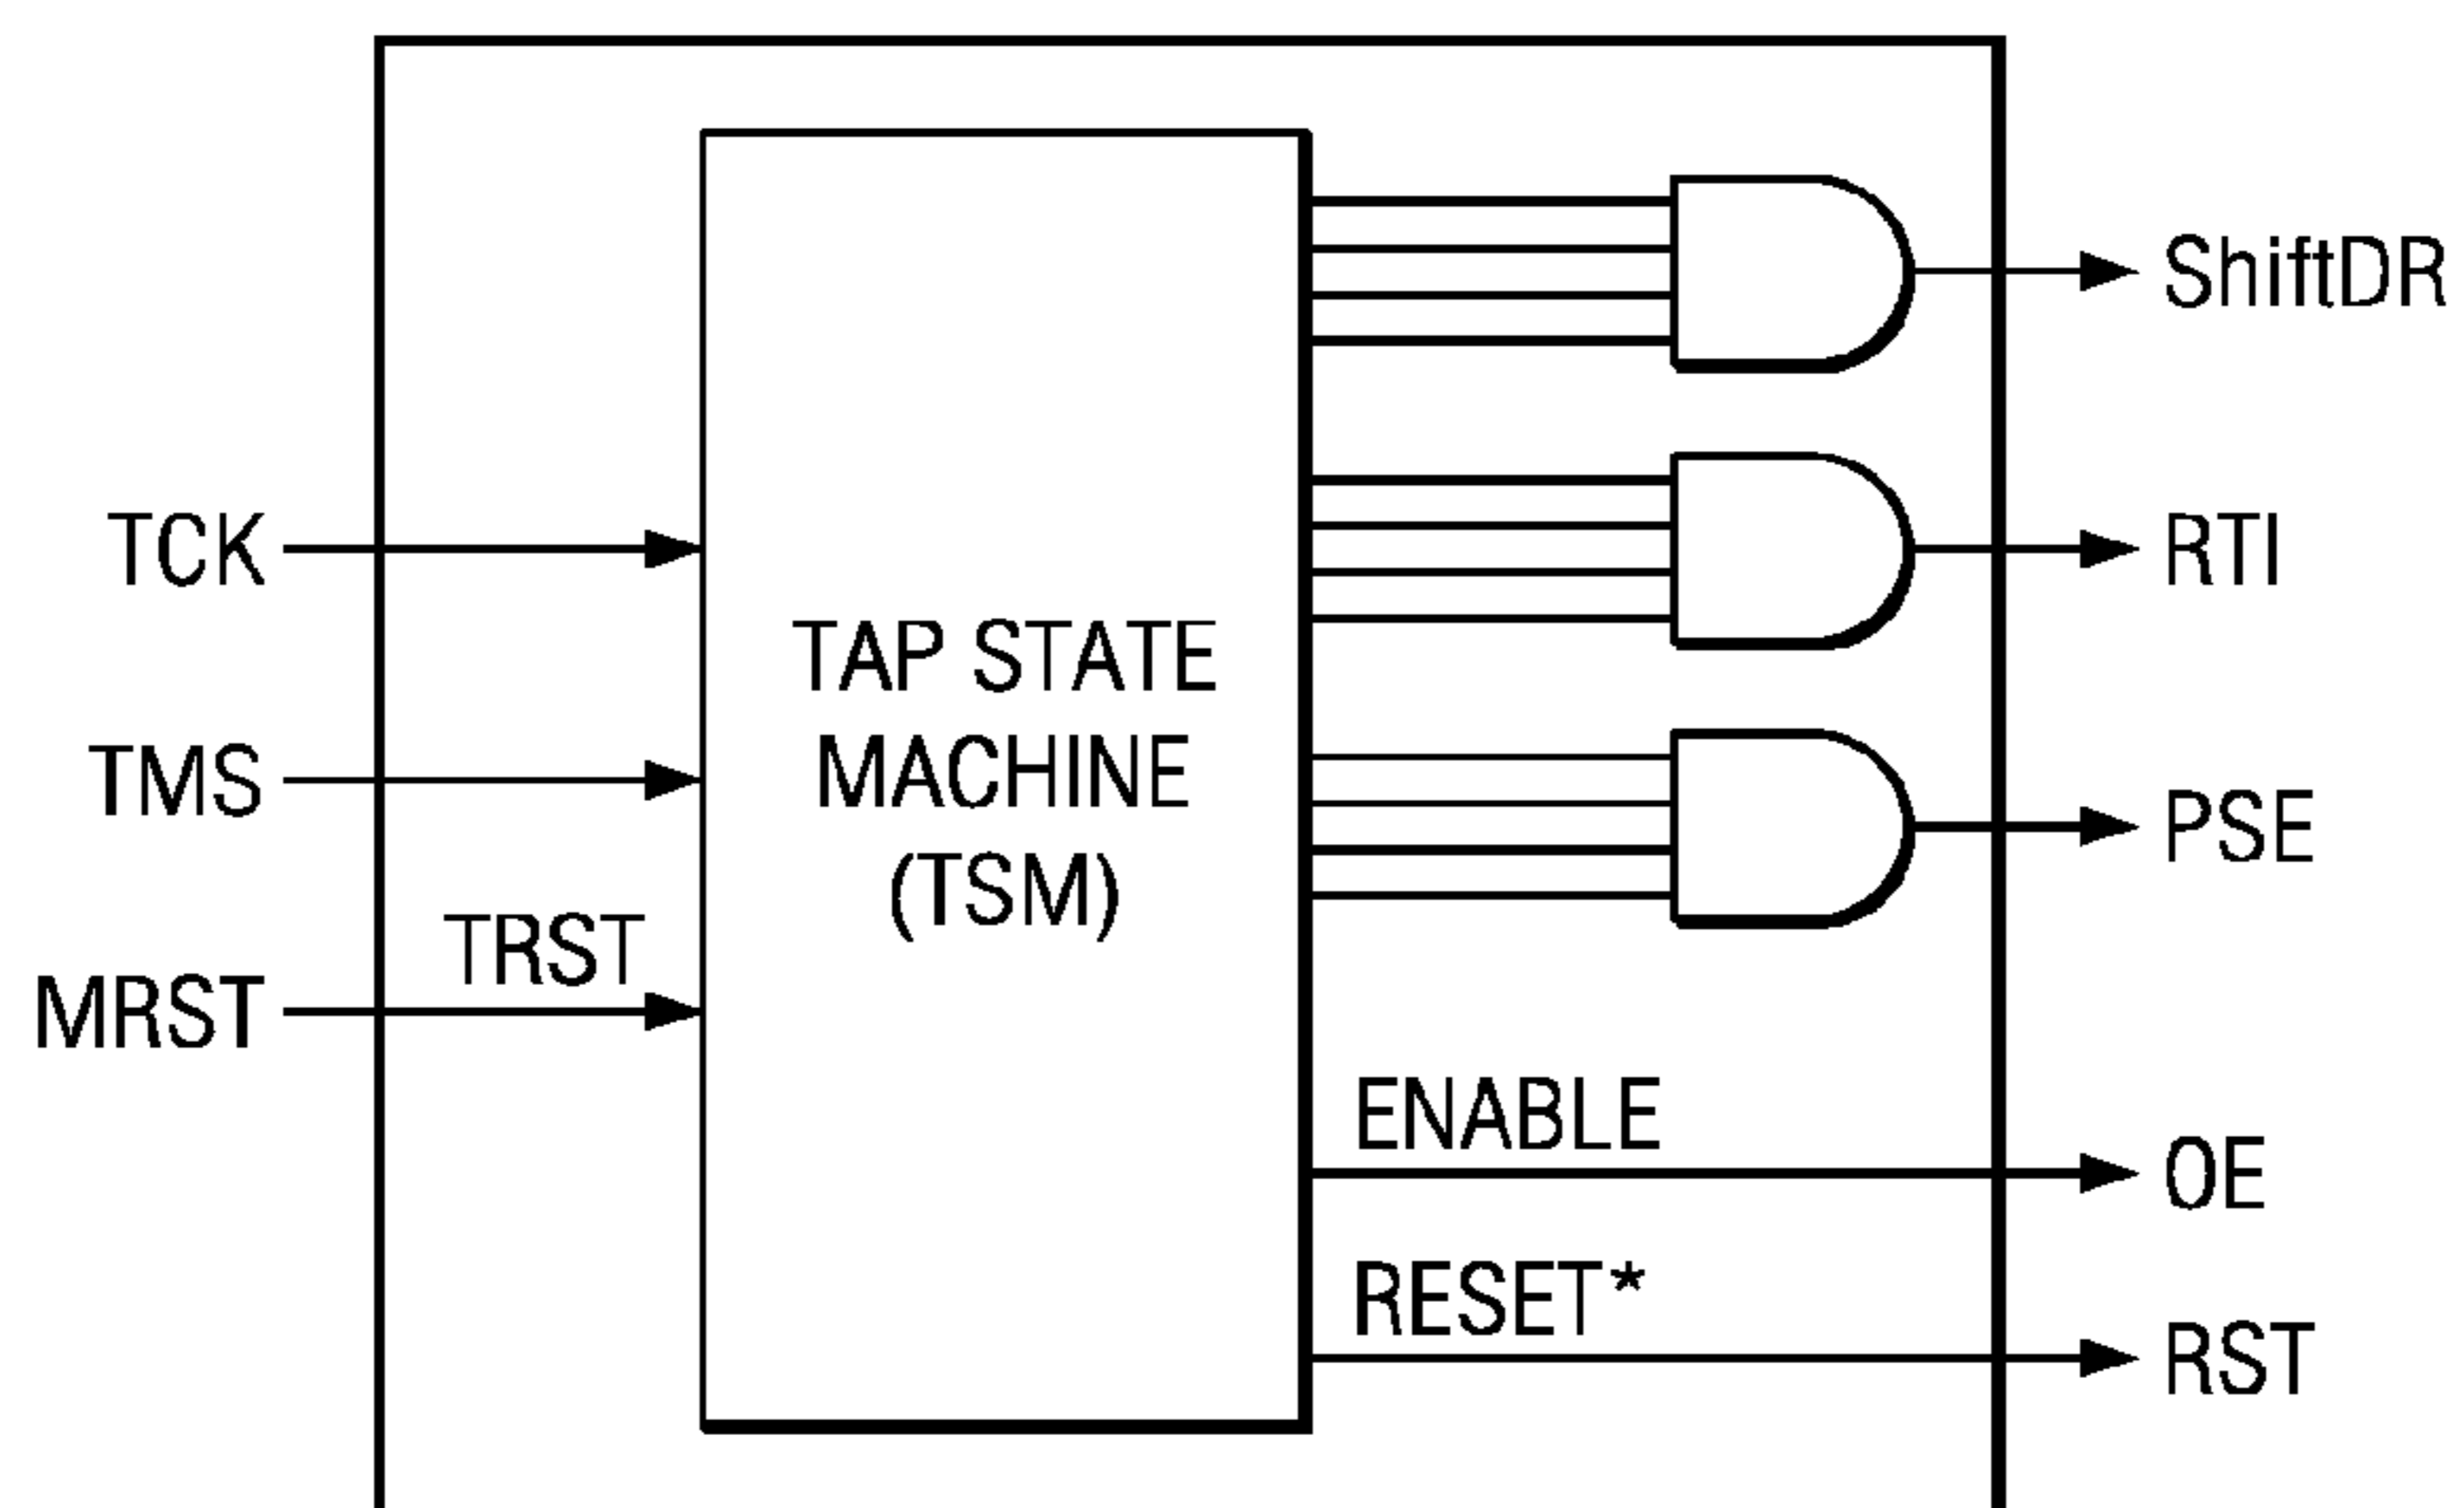 ShiftDR
TCK
RTI
TAP STATE
MACHINE
(TSM)
TMS
PSE
TRST
MRST
ENABLE
OE
RESET*
RST